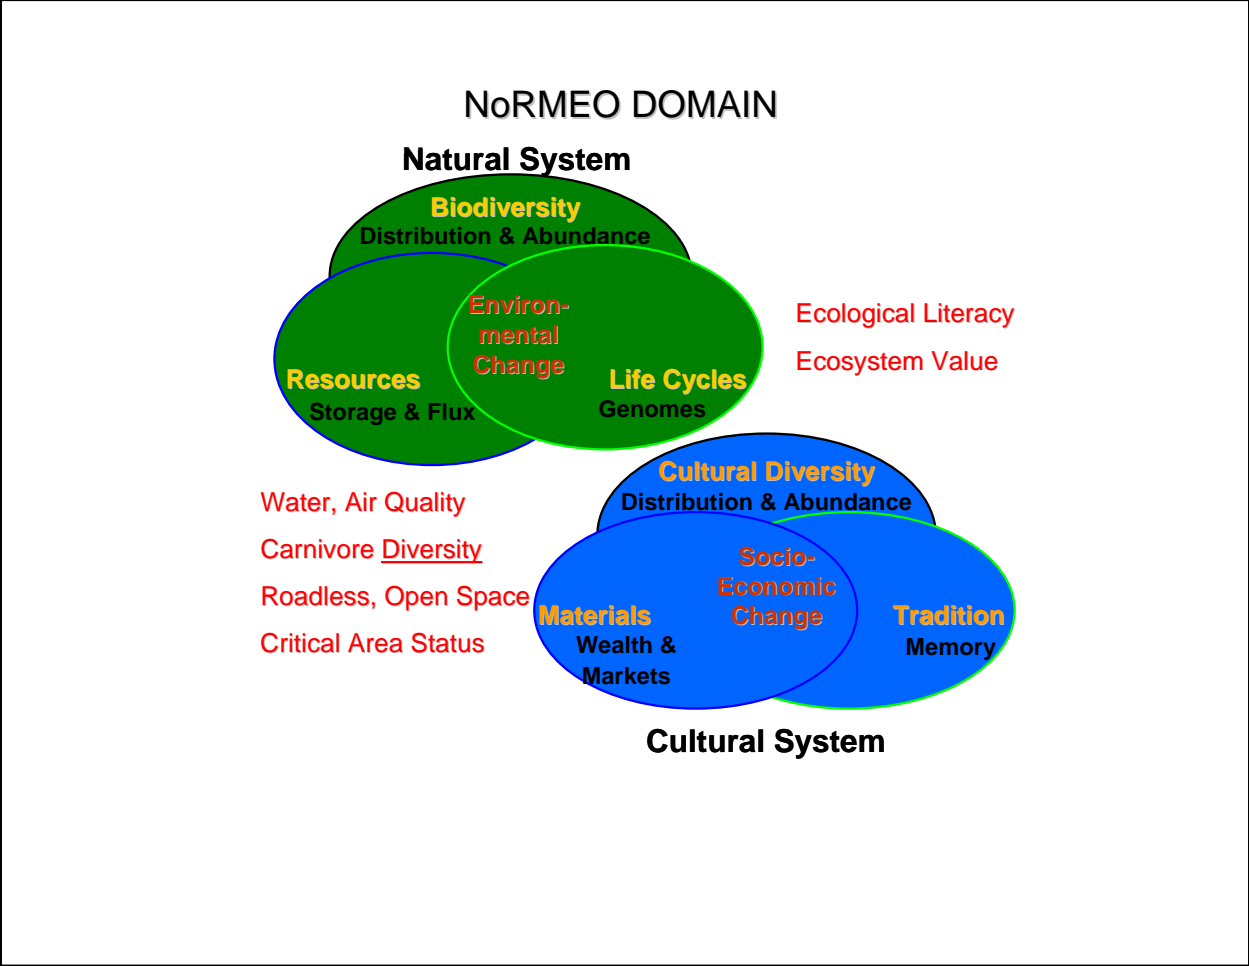 NoRMEO DOMAIN
Natural System
Biodiversity
Distribution & Abundance
Environ-
mental
Change
Resources
Storage & Flux
Life Cycles
Genomes
Ecological Literacy
Ecosystem Value
Water, Air Quality
Carnivore Diversity
Roadless, Open Space
Critical Area Status
Cultural Diversity
Distribution & Abundance
Socio-
Economic
Change
Materials
Wealth &
Markets
Tradition
Memory
Cultural System